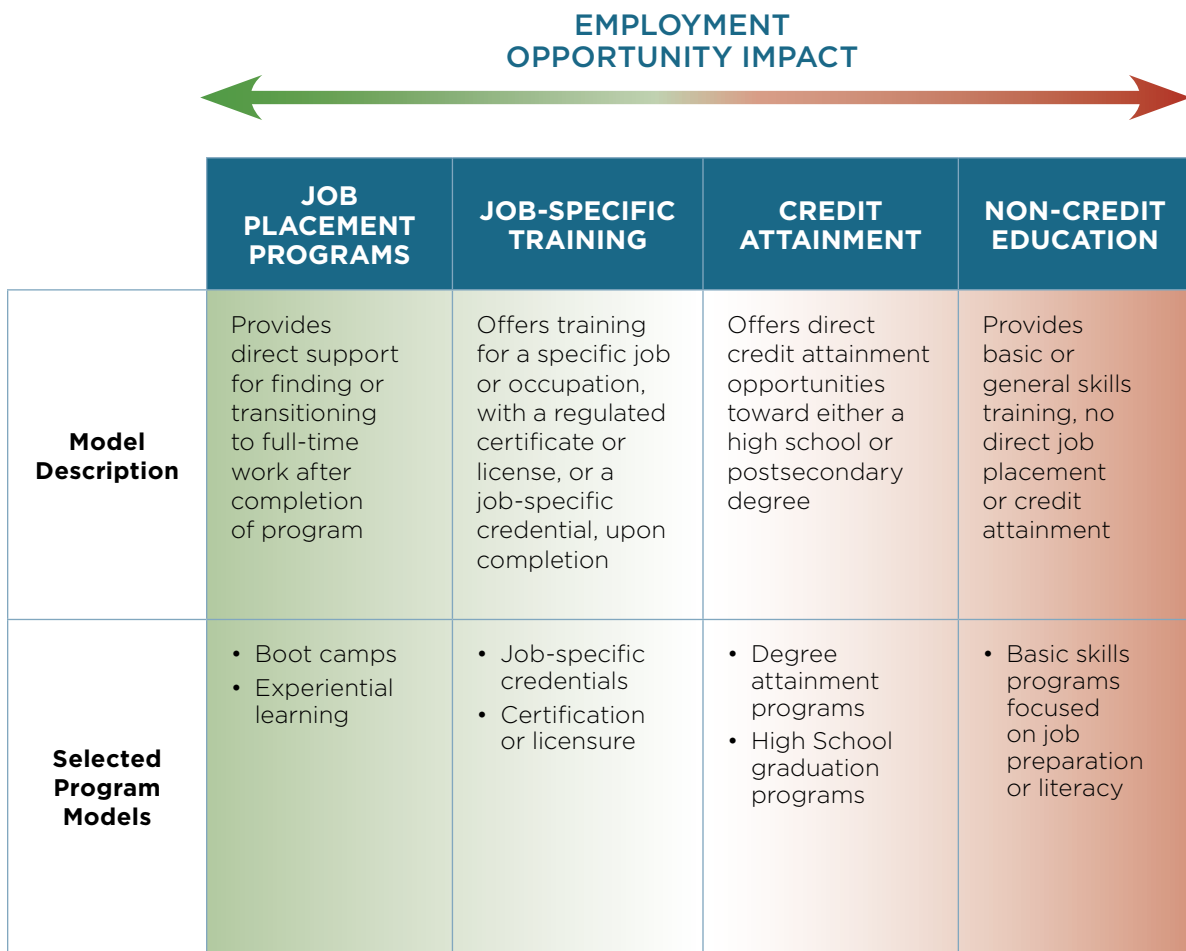 EMPLOYMENT
OPPORTUNITY IMPACT
JOB
PLACEMENT
PROGRAMS
JOB-SPECIFIC
TRAINING
CREDIT
ATTAINMENT
NON-CREDIT
EDUCATION
Model
Description
Provides
direct support
for finding or
transitioning
to full-time
work after
completion
of program
Offers training
for a specific job
or occupation,
with a regulated
certificate or
license, or a
job-specific
credential, upon
completion
Offers direct
credit attainment
opportunities
toward either a
high school or
postsecondary
degree
Provides
basic or
general skills
training, no
direct job
placement
or credit
attainment
Selected
Program
Models
• Boot camps
• Experiential
learning
• Job-specific
credentials
• Certification
or licensure
• Degree
attainment
programs
• High School
graduation
programs
• Basic skills
programs
focused
on job
preparation
or literacy